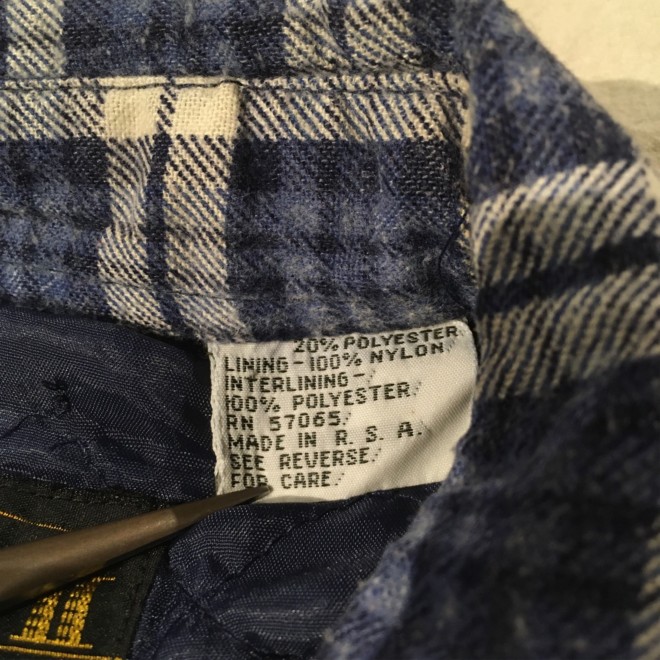 20% POLYESTER
LINING - 100% NYLON
INTERLINING -
100% POLYESTER
RN 57065
MADE IN R. S. A.
SEE REVERSE
FOR CARE